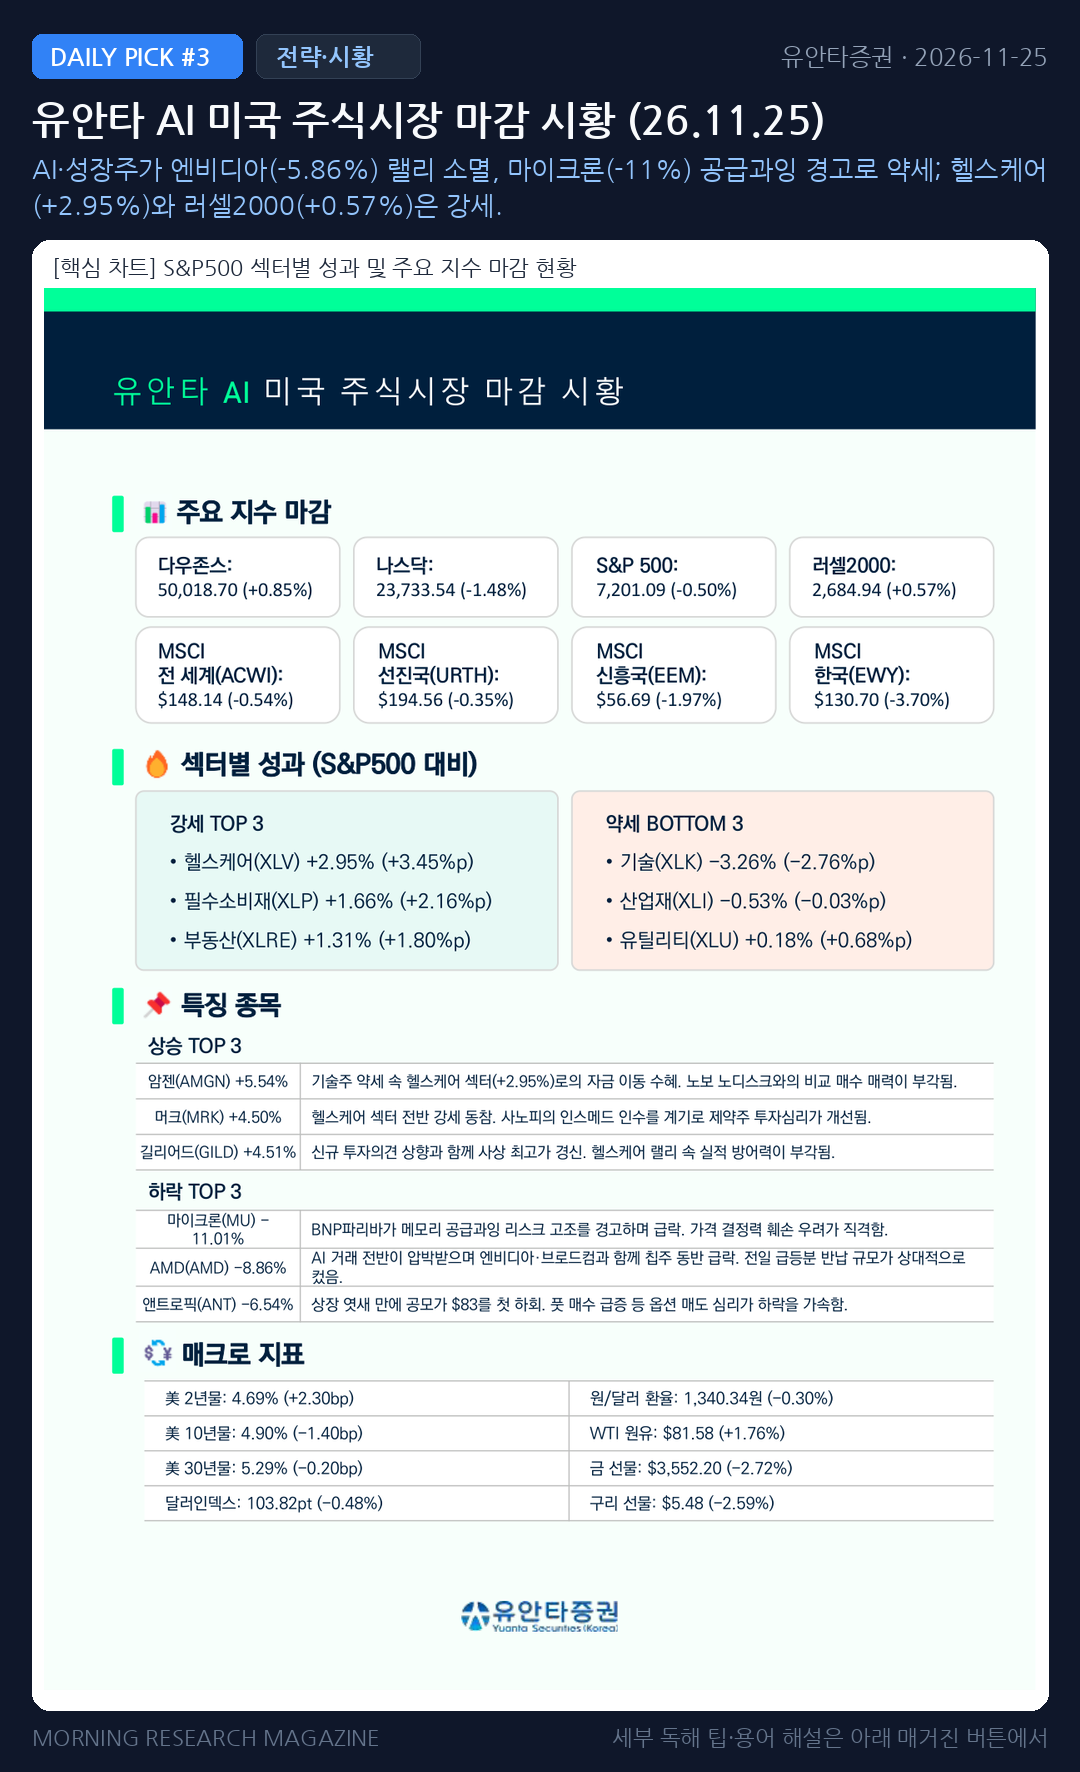 DAILY PICK #3
전략·시황
유안타증권 · 2026-11-25
유안타 AI 미국 주식시장 마감 시황 (26.11.25)
AI·성장주가 엔비디아(-5.86%) 랠리 소멸, 마이크론(-11%) 공급과잉 경고로 약세; 헬스케어
(+2.95%)와 러셀2000(+0.57%)은 강세.
[핵심 차트] S&P500 섹터별 성과 및 주요 지수 마감 현황
유안타 AI 미국 주식시장 마감 시황
주요 지수 마감
다우존스:
50,018.70 (+0.85%)
나스닥:
23,733.54 (-1.48%)
S&P 500:
7,201.09 (-0.50%)
러셀2000:
2,684.94 (+0.57%)
MSCI
전 세계(ACWI):
$148.14 (-0.54%)
MSCI
선진국(URTH):
$194.56 (-0.35%)
MSCI
신흥국(EEM):
$56.69 (-1.97%)
MSCI
한국(EWY):
$130.70 (-3.70%)
섹터별 성과 (S&P500 대비)
강세 TOP 3
• 헬스케어(XLV) +2.95% (+3.45%p)
• 필수소비재(XLP) +1.66% (+2.16%p)
• 부동산(XLRE) +1.31% (+1.80%p)
약세 BOTTOM 3
• 기술(XLK) −3.26% (−2.76%p)
• 산업재(XLI) −0.53% (−0.03%p)
• 유틸리티(XLU) +0.18% (+0.68%p)
특징 종목
상승 TOP 3
암젠(AMGN) +5.54%
기술주 약세 속 헬스케어 섹터(+2.95%)로의 자금 이동 수혜. 노보 노디스크와의 비교 매수 매력이 부각됨.
머크(MRK) +4.50%
헬스케어 섹터 전반 강세 동참. 사노피의 인스메드 인수를 계기로 제약주 투자심리가 개선됨.
길리어드(GILD) +4.51%
신규 투자의견 상향과 함께 사상 최고가 경신. 헬스케어 랠리 속 실적 방어력이 부각됨.
하락 TOP 3
마이크론(MU) −
11.01%
BNP파리바가 메모리 공급과잉 리스크 고조를 경고하며 급락. 가격 결정력 훼손 우려가 직격함.
AMD(AMD) −8.86%
AI 거래 전반이 압박받으며 엔비디아·브로드컴과 함께 칩주 동반 급락. 전일 급등분 반납 규모가 상대적으로
컸음.
앤트로픽(ANT) −6.54%
상장 엿새 만에 공모가 $83를 첫 하회. 풋 매수 급증 등 옵션 매도 심리가 하락을 가속함.
매크로 지표
美 2년물: 4.69% (+2.30bp)
원/달러 환율: 1,340.34원 (−0.30%)
美 10년물: 4.90% (−1.40bp)
WTI 원유: $81.58 (+1.76%)
美 30년물: 5.29% (−0.20bp)
금 선물: $3,552.20 (−2.72%)
달러인덱스: 103.82pt (−0.48%)
구리 선물: $5.48 (−2.59%)
유안타증권
Yuanta Securities (Korea)
MORNING RESEARCH MAGAZINE
세부 독해 팁·용어 해설은 아래 매거진 버튼에서